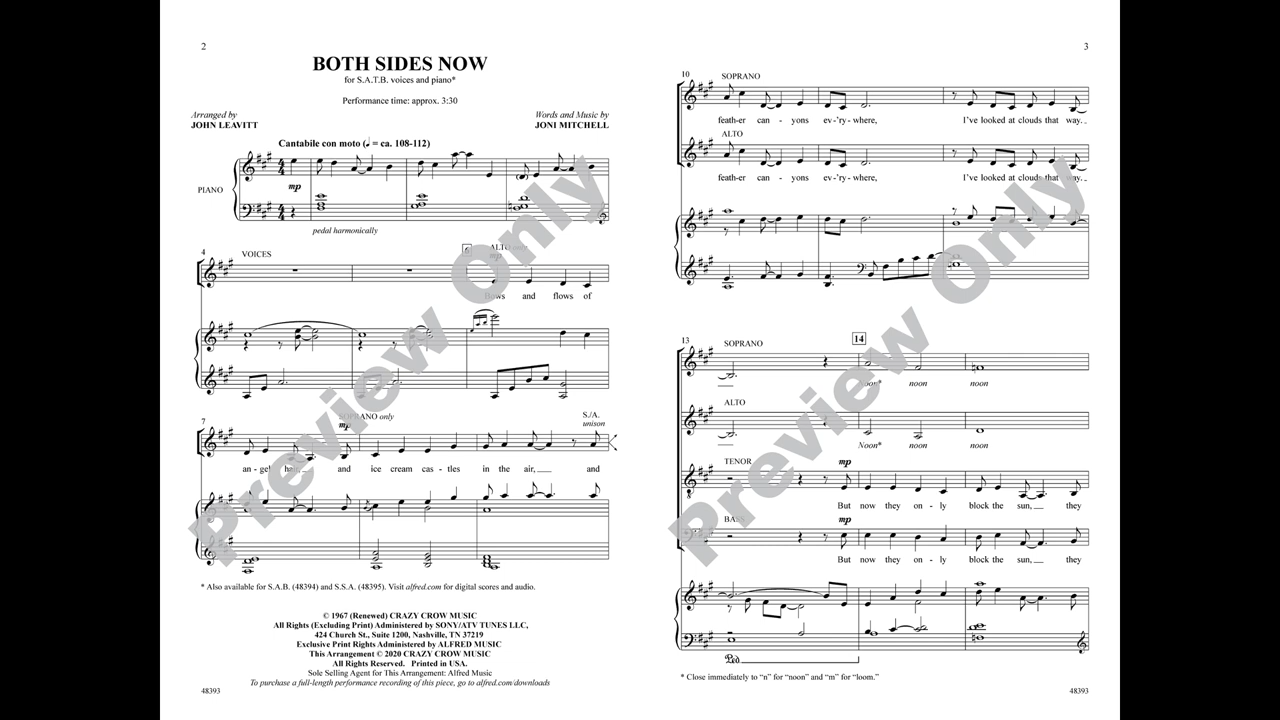 2
BOTH SIDES NOW
for S.A.T.B. voices and piano*
Performance time: approx. 3:30
Arranged by
JOHN LEAVITT
Words and Music by
JONI MITCHELL
Cantabile con moto (♩ = ca. 108-112)
PIANO
mp
pedal harmonically
4
VOICES
6
ALTO only
mp
Bows and flows of
7
SOPRANO only
mp
S./A.
unison
an - gel hair, and ice cream cas - tles in the air, and
* Also available for S.A.B. (48394) and S.S.A. (48395). Visit alfred.com for digital scores and audio.
© 1967 (Renewed) CRAZY CROW MUSIC
All Rights (Excluding Print) Administered by SONY/ATV TUNES LLC,
424 Church St., Suite 1200, Nashville, TN 37219
Exclusive Print Rights Administered by ALFRED MUSIC
This Arrangement © 2020 CRAZY CROW MUSIC
All Rights Reserved. Printed in USA.
Sole Selling Agent for This Arrangement: Alfred Music
To purchase a full-length performance recording of this piece, go to alfred.com/downloads
48393
Preview Only
3
10
SOPRANO
feath-er can - yons ev-'ry-where, I've looked at clouds that way.
ALTO
feath-er can - yons ev-'ry-where, I've looked at clouds that way.
13
SOPRANO
14
Noon* noon noon
ALTO
Noon* noon noon
TENOR
mp
But now they on - ly block the sun, they
BASS
mp
But now they on - ly block the sun, they
Ped.
* Close immediately to “n” for “noon” and “m” for “loom.”
48393
Preview Only